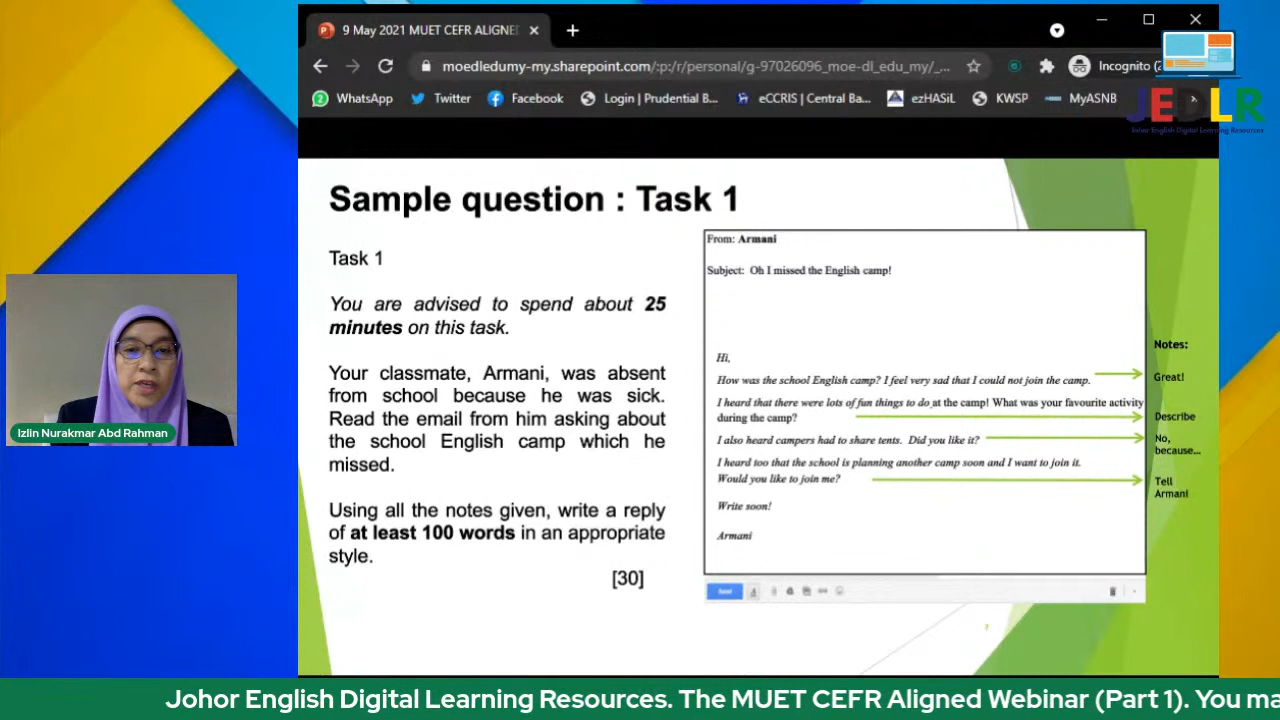 9 May 2021 MUET CEFR ALIGNE
moedledumy-my.sharepoint.com/:p:/r/personal/g-97026096_moe-dl_edu_my/_...
Incognito (2
WhatsApp
Twitter
Facebook
Login | Prudential B...
eCCRIS | Central Ba...
ezHASiL
KWSP
MyASNB
JEDLR
Johor English Digital Learning Resources
Sample question : Task 1
Task 1
You are advised to spend about 25
minutes on this task.
Your classmate, Armani, was absent
from school because he was sick.
Read the email from him asking about
the school English camp which he
missed.
Using all the notes given, write a reply
of at least 100 words in an appropriate
style.
[30]
From: Armani
Subject: Oh I missed the English camp!
Hi,
How was the school English camp? I feel very sad that I could not join the camp.
I heard that there were lots of fun things to do at the camp! What was your favourite activity
during the camp?
I also heard campers had to share tents. Did you like it?
I heard too that the school is planning another camp soon and I want to join it.
Would you like to join me?
Write soon!
Armani
Notes:
Great!
Describe
No,
because...
Tell
Armani
Send
7
Izlin Nurakmar Abd Rahman
Johor English Digital Learning Resources. The MUET CEFR Aligned Webinar (Part 1). You ma